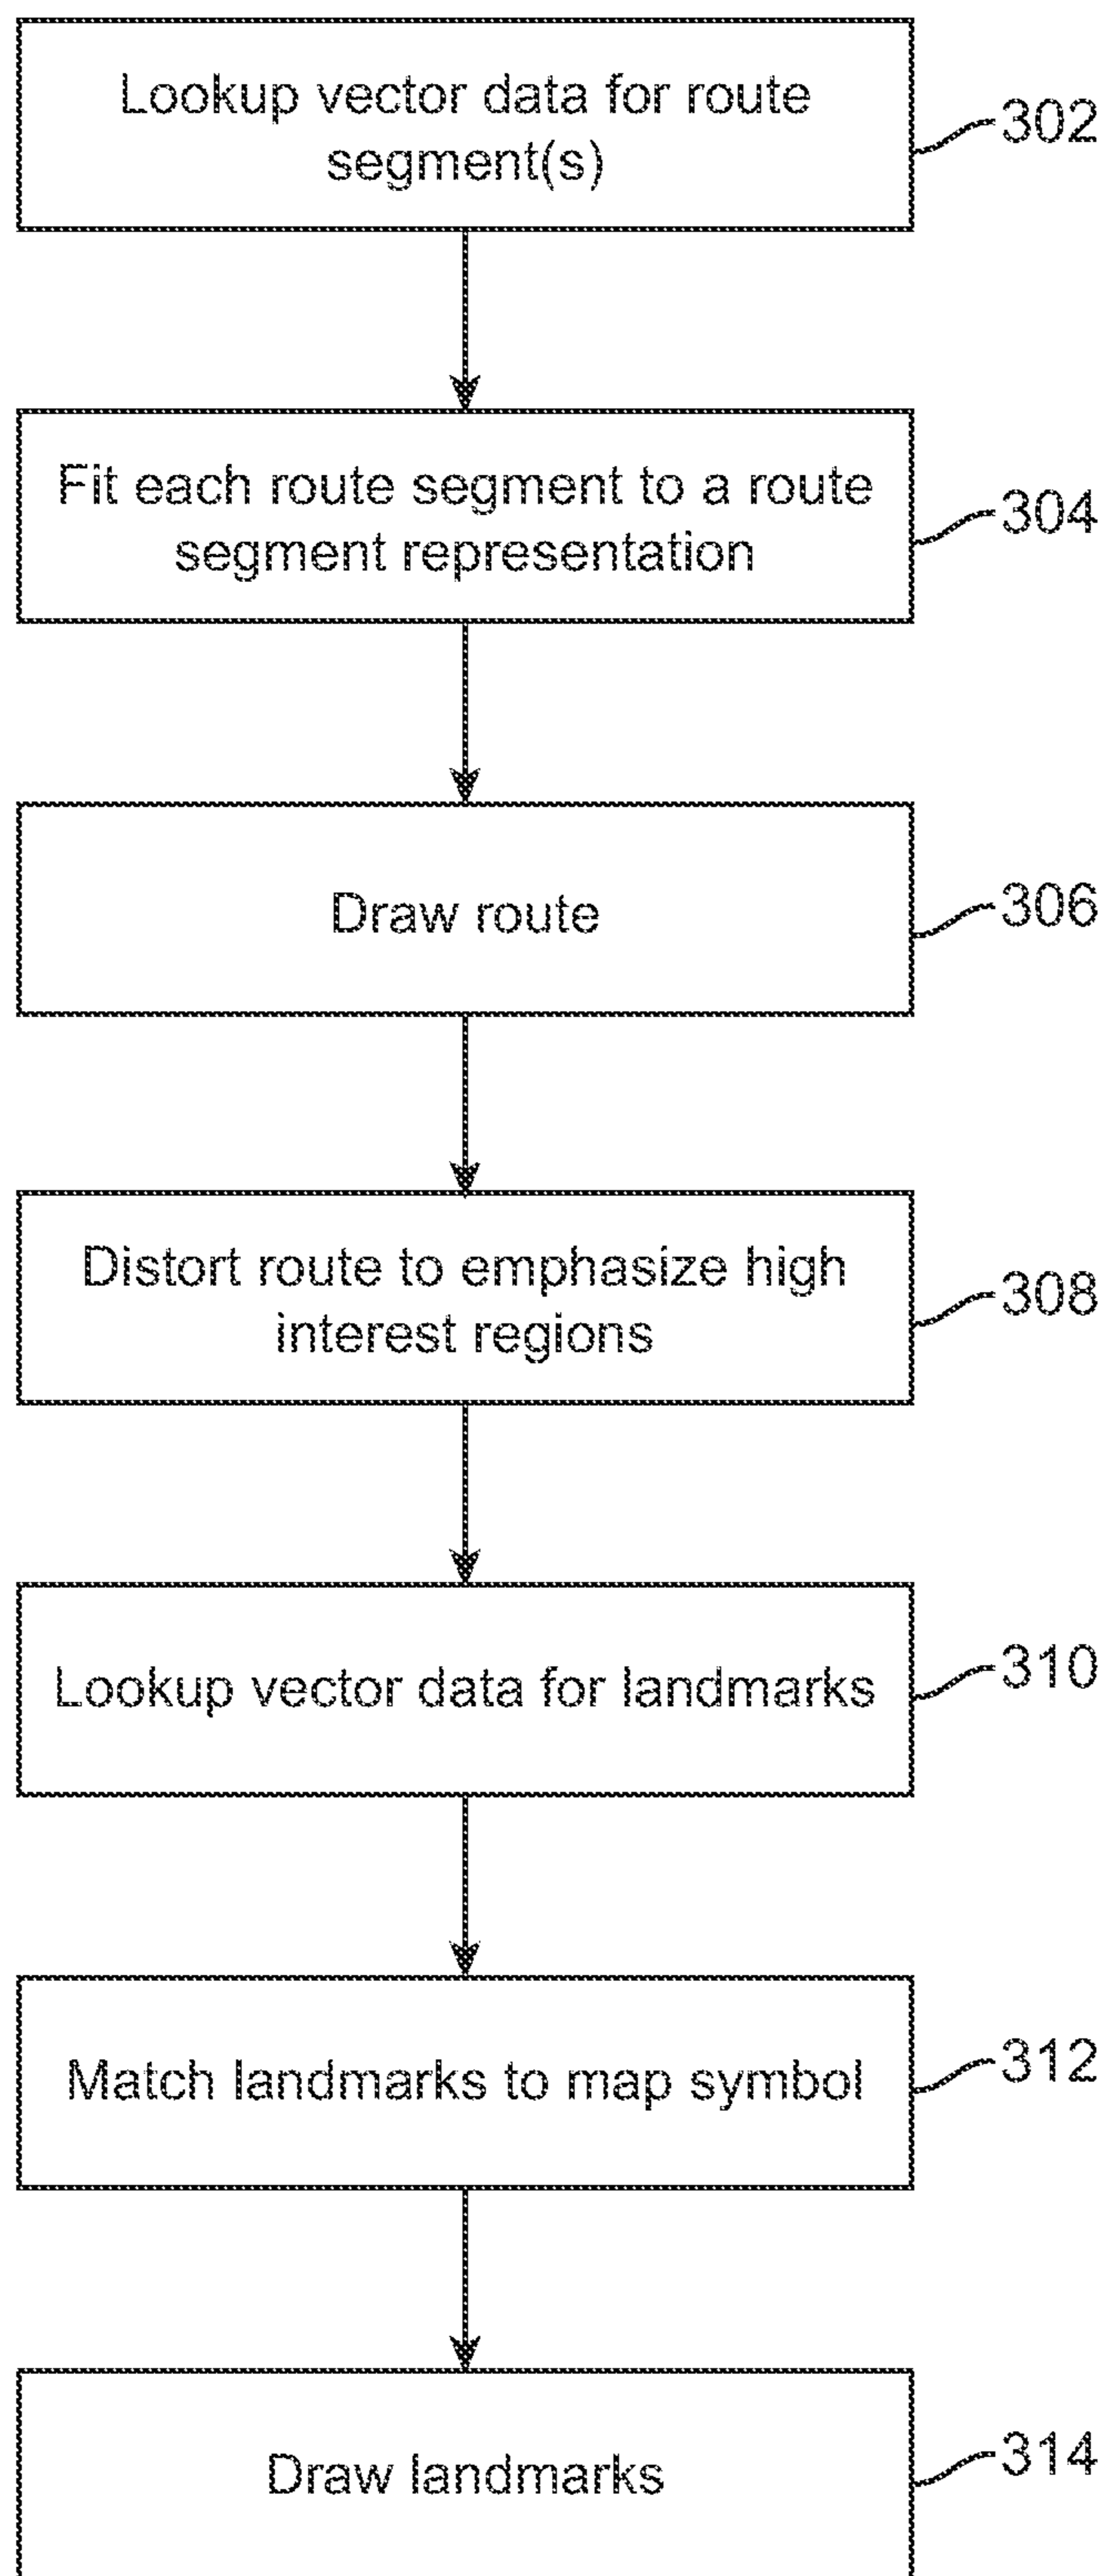 Lookup vector data for route
segment(s)
302
Fit each route segment to a route
segment representation
304
Draw route
306
Distort route to emphasize high
interest regions
308
Lookup vector data for landmarks
310
Match landmarks to map symbol
312
Draw landmarks
314